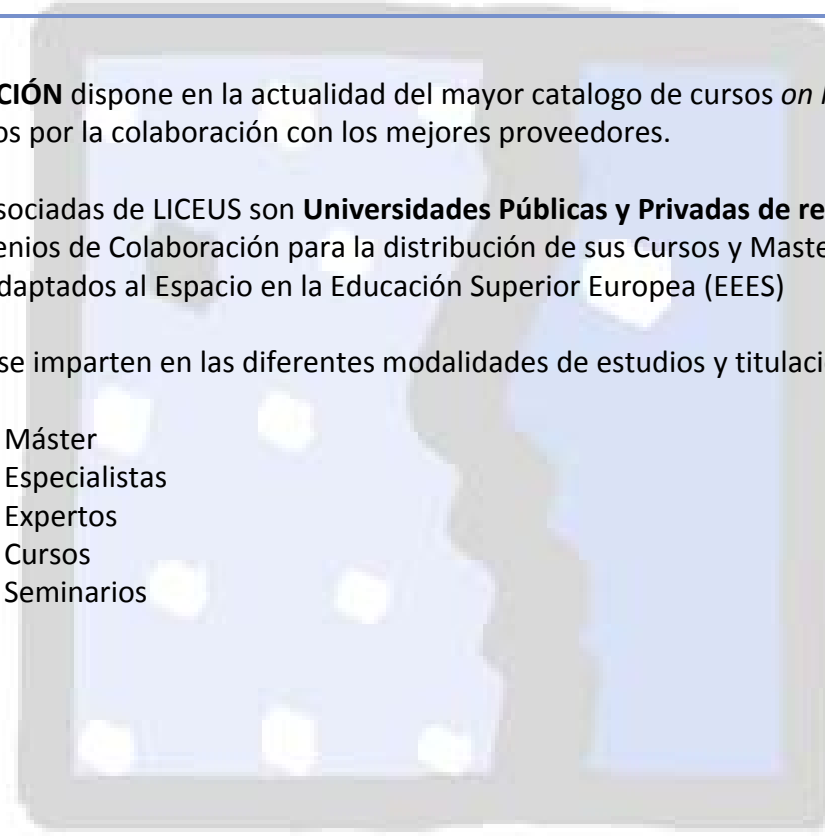 CIÓN dispone en la actualidad del mayor catalogo de cursos on
os por la colaboración con los mejores proveedores.
sociadas de LICEUS son Universidades Públicas y Privadas de re
enios de Colaboración para la distribución de sus Cursos y Maste
daptados al Espacio en la Educación Superior Europea (EEES)
se imparten en las diferentes modalidades de estudios y titulaci
Máster
Especialistas
Expertos
Cursos
Seminarios